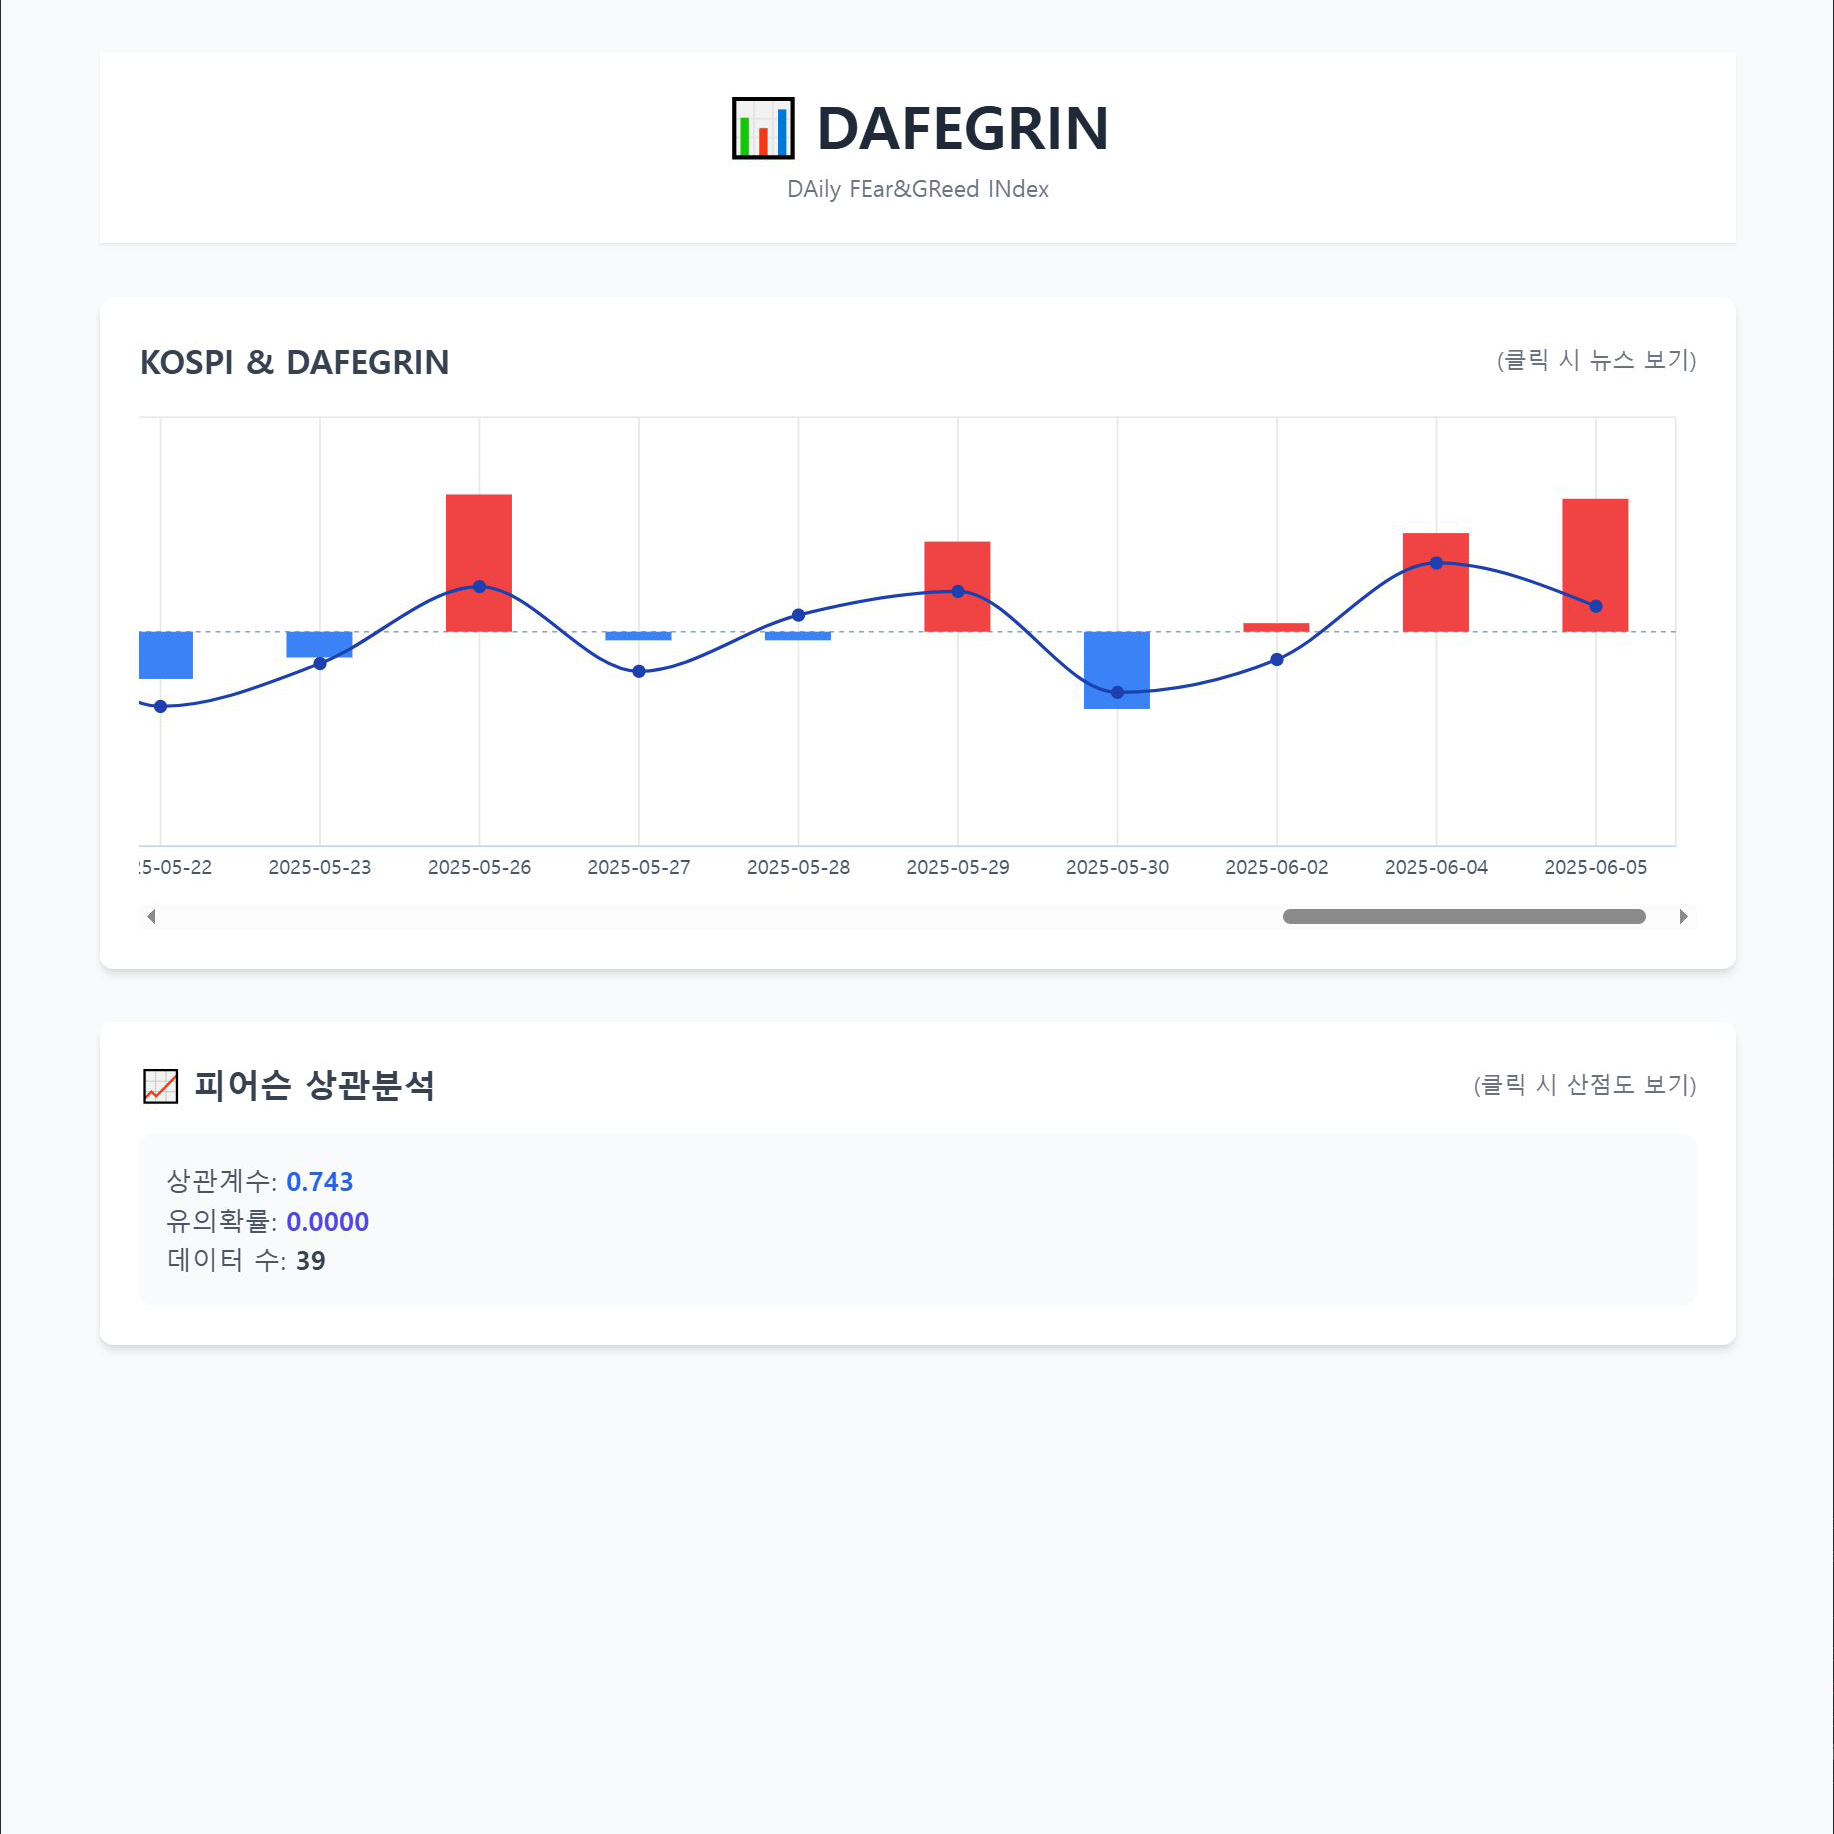 DAFEGRIN
DAily FEar&GReed INdex
KOSPI & DAFEGRIN
(클릭 시 뉴스 보기)
5-05-22 2025-05-23 2025-05-26 2025-05-27 2025-05-28 2025-05-29 2025-05-30 2025-06-02 2025-06-04 2025-06-05
피어슨 상관분석
(클릭 시 산점도 보기)
상관계수: 0.743
유의확률: 0.0000
데이터 수: 39